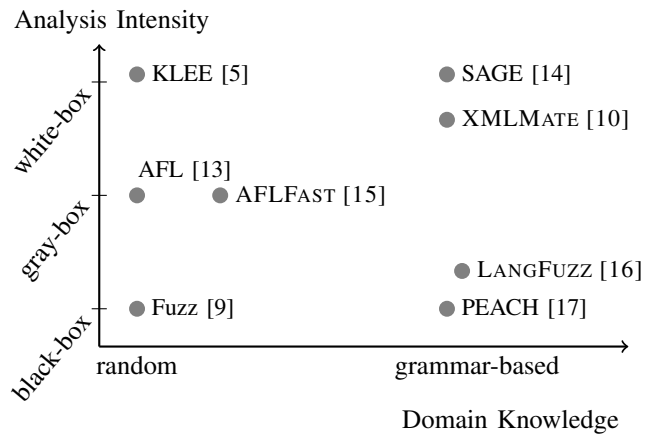 Analysis Intensity
white-box
gray-box
black-box
KLEE [5]
SAGE [14]
XMLMATE [10]
AFL [13]
AFLFAST [15]
LANGFUZZ [16]
Fuzz [9]
PEACH [17]
random
grammar-based
Domain Knowledge